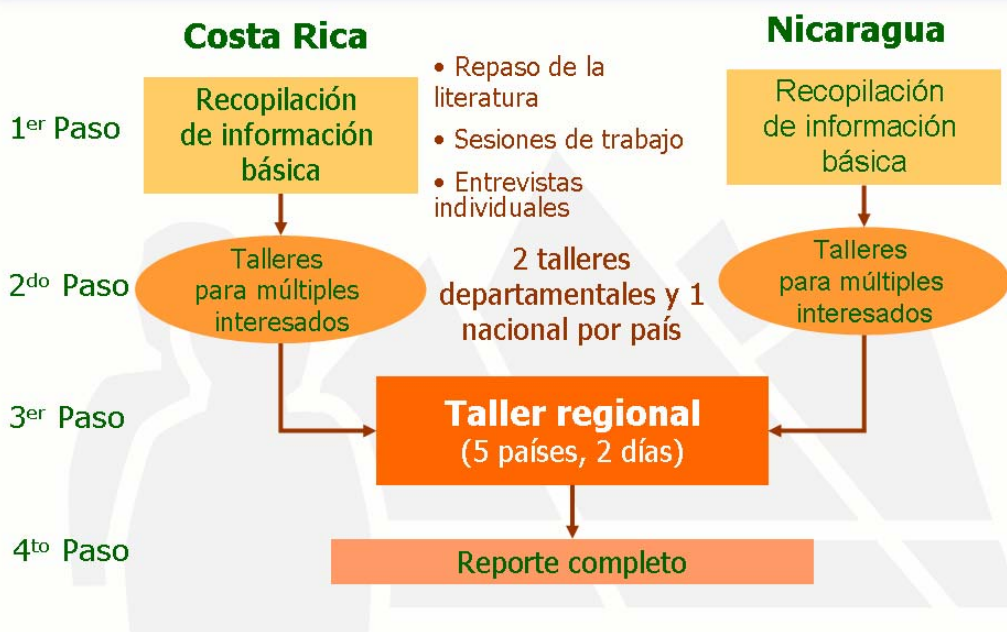 Costa Rica
Nicaragua
1er Paso
Recopilación
de información
básica
• Repaso de la
literatura
• Sesiones de trabajo
• Entrevistas
individuales
Recopilación
de información
básica
2do Paso
Talleres
para múltiples
interesados
2 talleres
departamentales y 1
nacional por país
Talleres
para múltiples
interesados
3er Paso
Taller regional
(5 países, 2 días)
4to Paso
Reporte completo